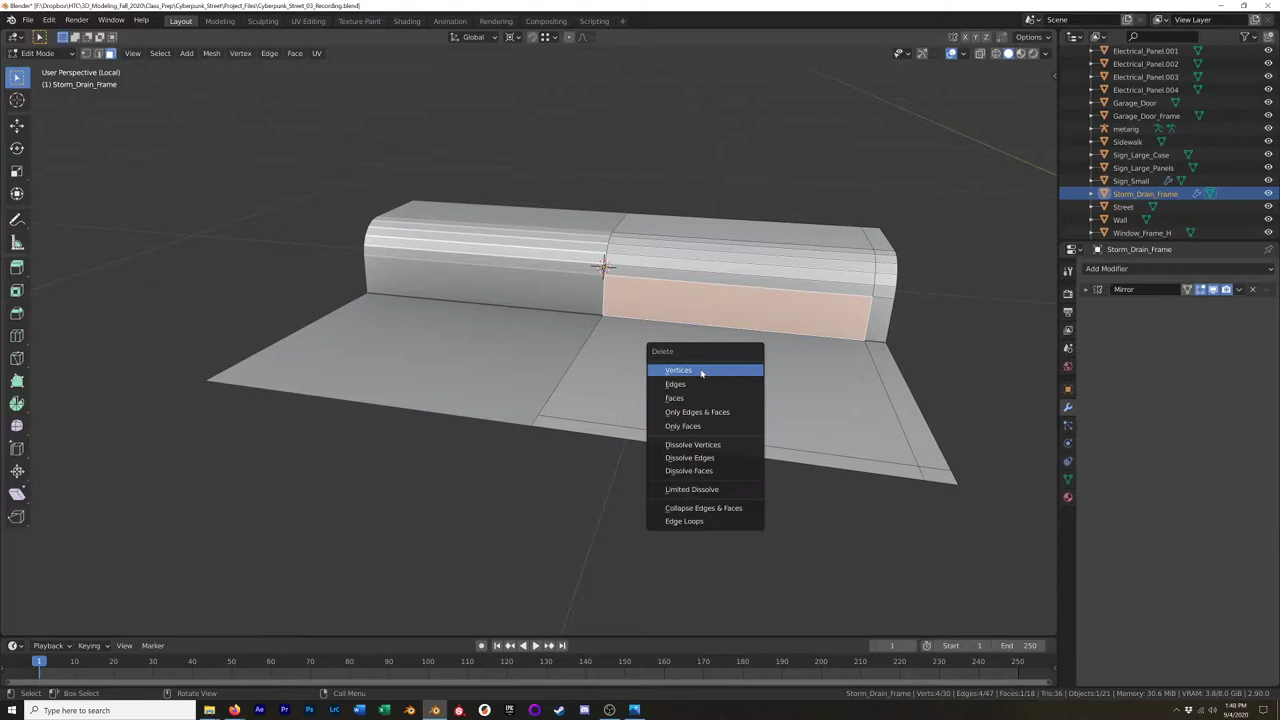 Blender* [F:\Dropbox\HTC\3D_Modeling_Fall_2020\Class_Prep\Cyberpunk_Street\Project_Files\Cyberpunk_Street_03_Recording.blend]
File Edit Render Window Help Layout Modeling Sculpting UV Editing Texture Paint Shading Animation Rendering Compositing Scripting + Scene View Layer
Global Options
Edit Mode View Select Add Mesh Vertex Edge Face UV X Y Z
User Perspective (Local)
(1) Storm_Drain_Frame
Electrical_Panel.001
Electrical_Panel.002
Electrical_Panel.003
Electrical_Panel.004
Garage_Door
Garage_Door_Frame
metarig
Sidewalk
Sign_Large_Case
Sign_Large_Panels
Sign_Small
Storm_Drain_Frame
Street
Wall
Window_Frame_H
Storm_Drain_Frame
Add Modifier
Mirror
Delete
Vertices
Edges
Faces
Only Edges & Faces
Only Faces
Dissolve Vertices
Dissolve Edges
Dissolve Faces
Limited Dissolve
Collapse Edges & Faces
Edge Loops
Playback Keying View Marker 1 Start 1 End 250
1 10 20 30 40 50 60 70 80 90 100 110 120 130 140 150 160 170 180 190 200 210 220 230 240 250
Select Box Select Rotate View Call Menu Storm_Drain_Frame | Verts:4/30 | Edges:4/47 | Faces:1/18 | Tris:36 | Objects:1/21 | Memory: 30.6 MiB | VRAM: 3.8/8.0 GiB | 2.90.0
Type here to search Ae Pr Ps Lr
1:48 PM
9/4/2020